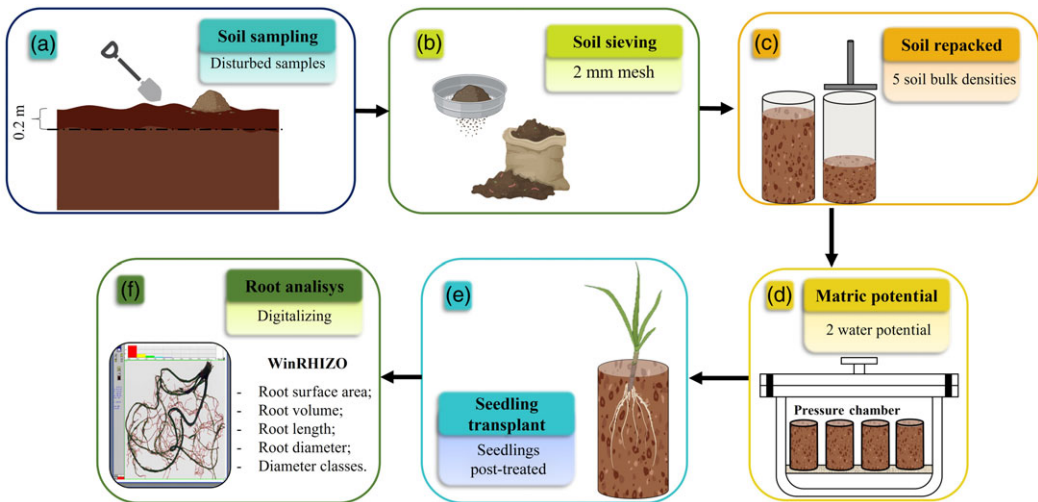 (a)
Soil sampling
Disturbed samples
0.2 m
(b)
Soil sieving
2 mm mesh
(c)
Soil repacked
5 soil bulk densities
(d)
Matric potential
2 water potential
Pressure chamber
(e)
Seedling
transplant
Seedlings
post-treated
(f)
Root analisys
Digitalizing
WinRHIZO
- Root surface area;
- Root volume;
- Root length;
- Root diameter;
- Diameter classes.